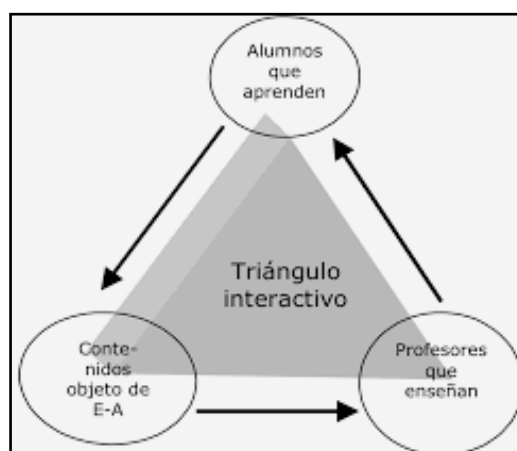 Alumnos
que
aprenden
Triángulo
interactivo
Conte-
nidos
objeto de
E-A
Profesores
que
enseñan